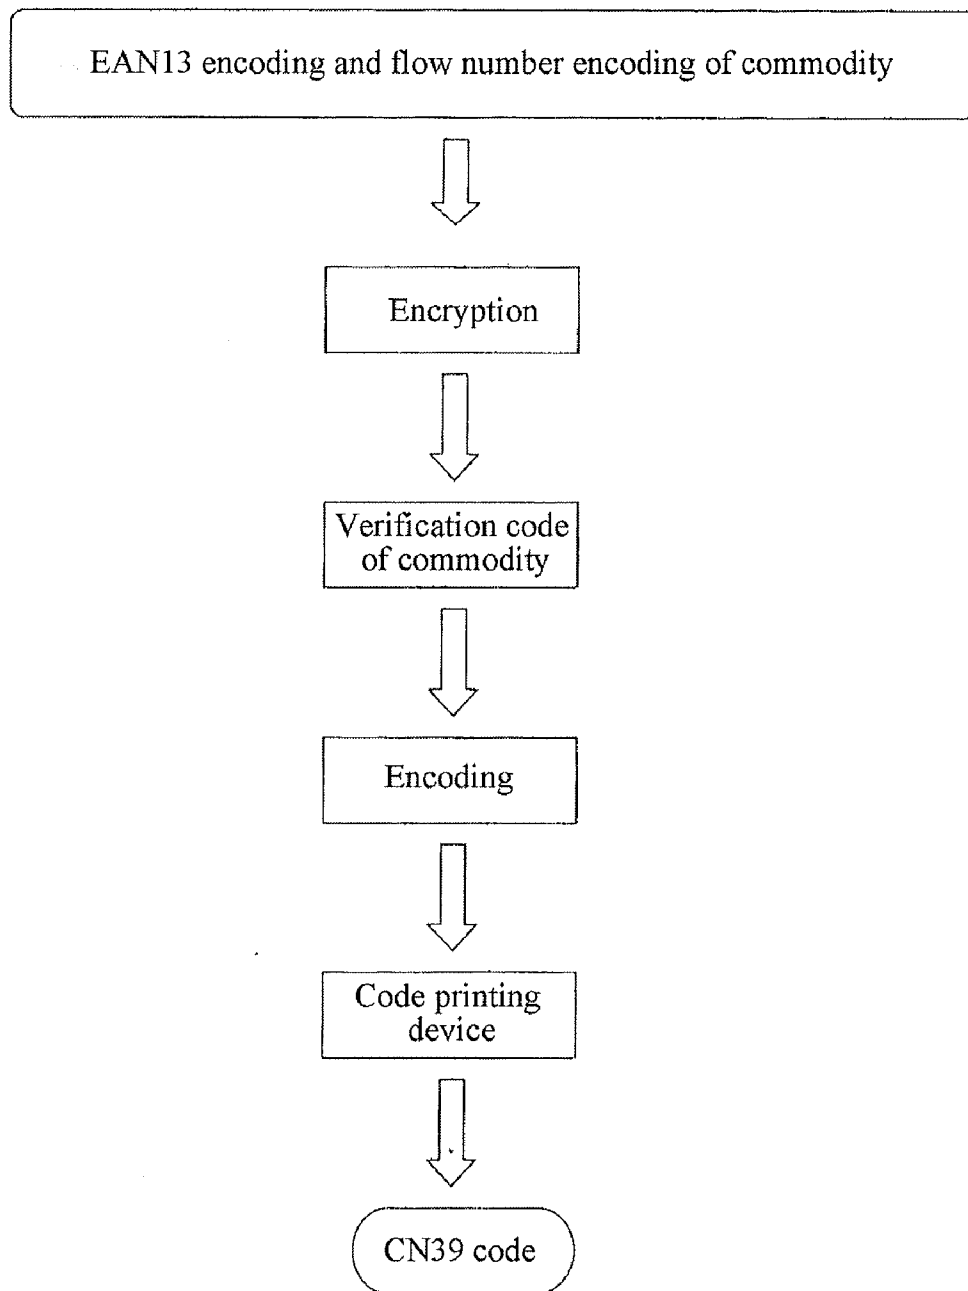 EAN13 encoding and flow number encoding of commodity
Encryption
Verification code
of commodity
Encoding
Code printing
device
CN39 code